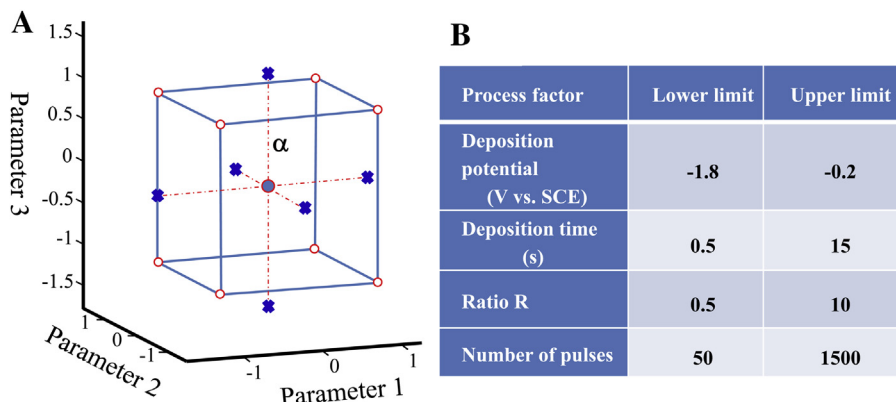 A
1.5
1
0.5
0
-0.5
-1
-1.5
Parameter 3
α
1
0
-1
Parameter 2
-1
0
1
Parameter 1
B
Process factor Lower limit Upper limit
Deposition
potential
(V vs. SCE) -1.8 -0.2
Deposition time
(s) 0.5 15
Ratio R 0.5 10
Number of pulses 50 1500